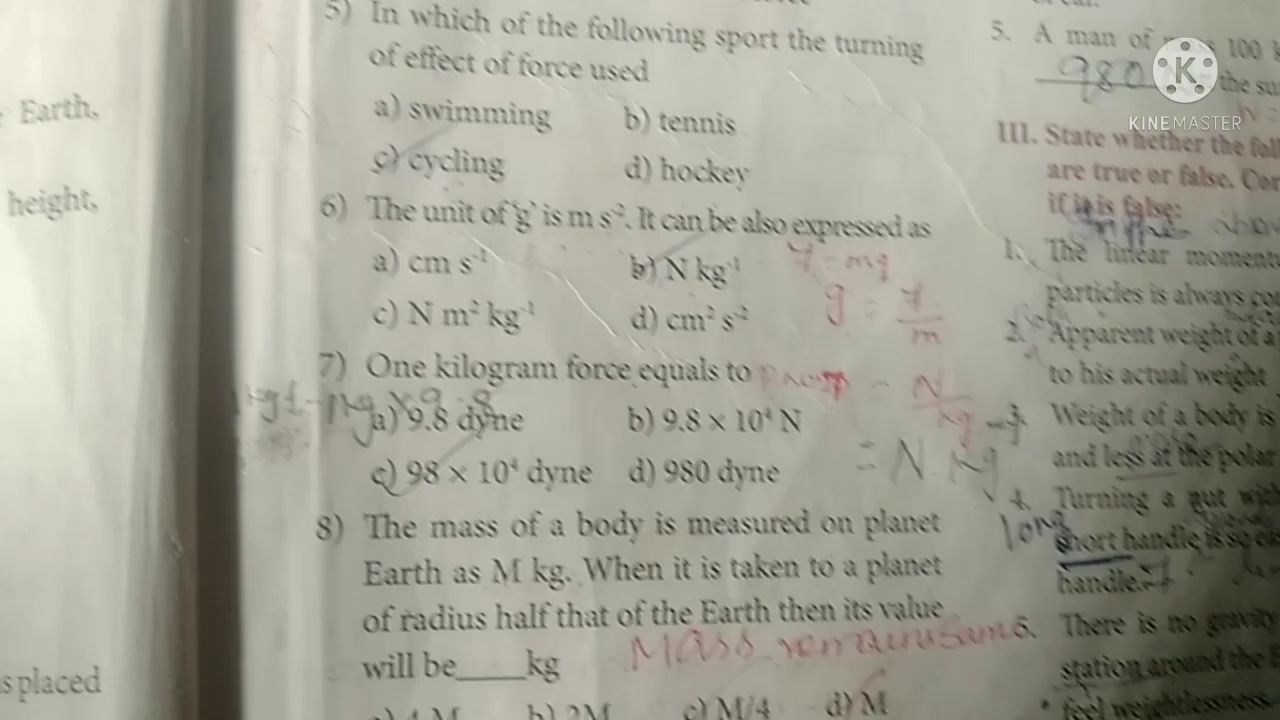 Earth,
height,
s placed
5) In which of the following sport the turning
of effect of force used
a) swimming b) tennis
c) cycling d) hockey
6) The unit of 'g' is m s⁻². It can be also expressed as
a) cm s⁻¹ b) N kg⁻¹
c) N m² kg⁻¹ d) cm² s⁻²
g = F/m
7) One kilogram force equals to
a) 9.8 dyne b) 9.8 × 10⁴ N
c) 98 × 10⁴ dyne d) 980 dyne
8) The mass of a body is measured on planet
Earth as M kg. When it is taken to a planet
of radius half that of the Earth then its value
will be____kg
Mass
a) 4 M b) 2M c) M/4 d) M
5. A man of 100
980 the su
KINEMASTER
III. State whether the foll
are true or false. Cor
if it is false:
1. The linear moment
particles is always co
2. Apparent weight of a
to his actual weight
3. Weight of a body is
and less at the polar
4. Turning a nut with
long
short handle is so ea
handle.
5. There is no gravity
station around the E
feel weightlessness